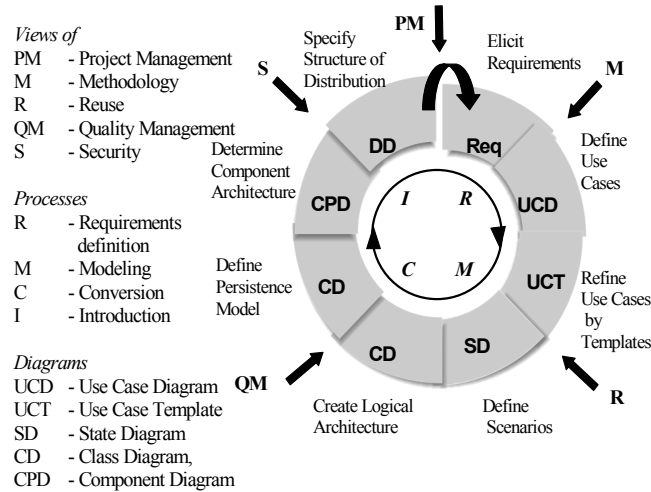 Views of
PM - Project Management
M - Methodology
R - Reuse
QM - Quality Management
S - Security
Processes
R - Requirements
definition
M - Modeling
C - Conversion
I - Introduction
Diagrams
UCD - Use Case Diagram
UCT - Use Case Template
SD - State Diagram
CD - Class Diagram,
CPD - Component Diagram
PM
Specify
Structure of
Distribution
Elicit
Requirements
S
M
DD
Req
Determine
Component
Architecture
Define
Use
Cases
CPD
UCD
I
R
C
M
Define
Persistence
Model
CD
UCT
Refine
Use Cases
by
Templates
CD
SD
QM
R
Create Logical
Architecture
Define
Scenarios